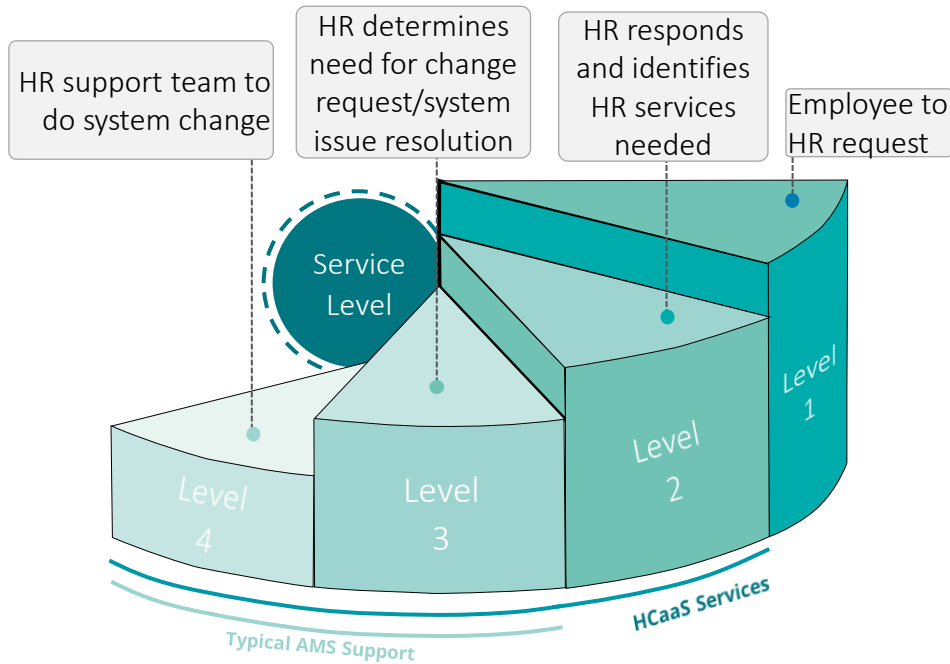 HR support team to
do system change
HR determines
need for change
request/system
issue resolution
HR responds
and identifies
HR services
needed
Employee to
HR request
Service
Level
Level
1
Level
2
Level
3
Level
4
HCaaS Services
Typical AMS Support